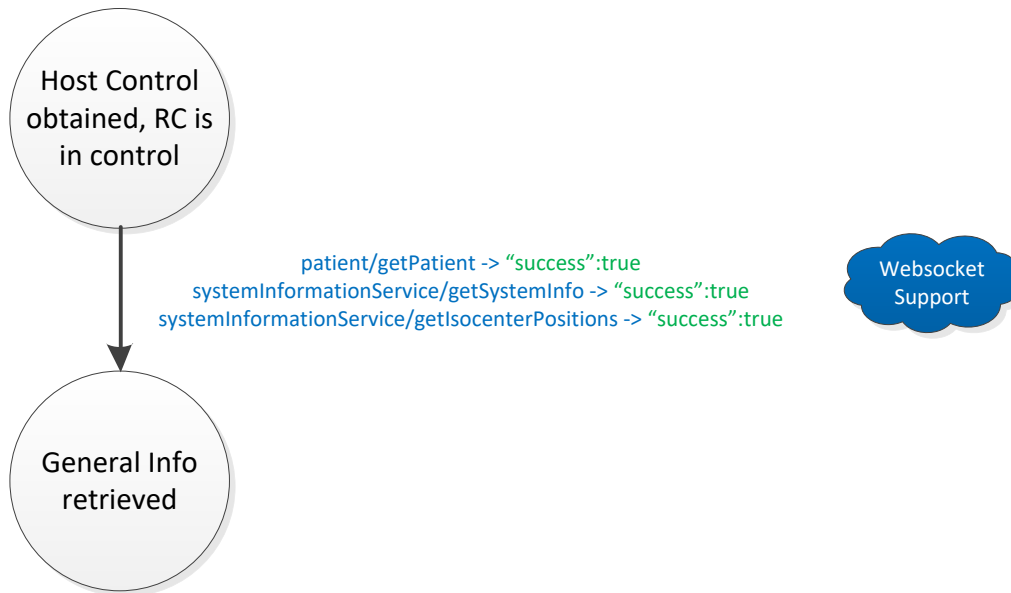 Host Control
obtained, RC is
in control
patient/getPatient -> “success”:true
systemInformationService/getSystemInfo -> “success”:true
systemInformationService/getIsocenterPositions -> “success”:true
Websocket
Support
General Info
retrieved